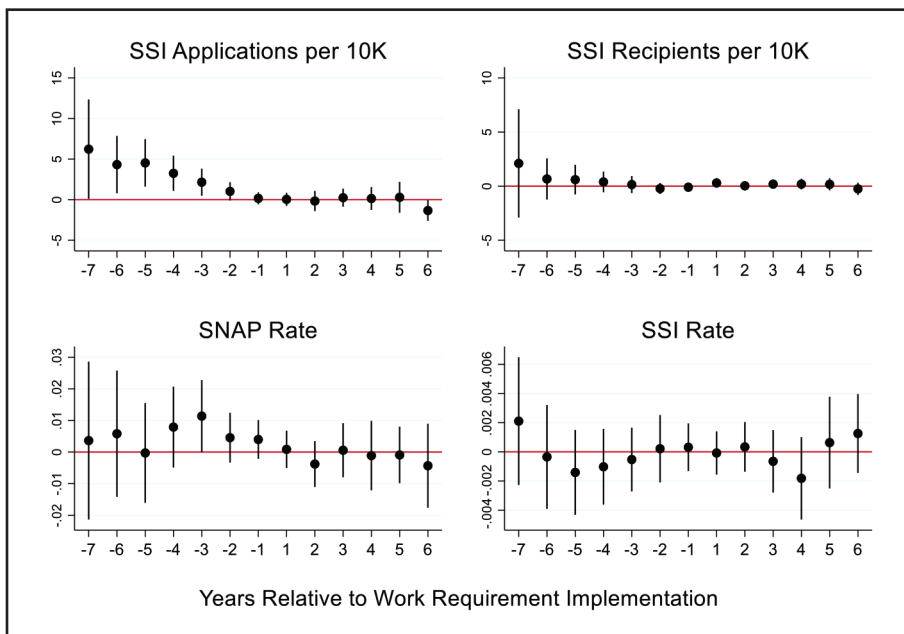 SSI Applications per 10K
15
10
5
0
-5
-7 -6 -5 -4 -3 -2 -1 1 2 3 4 5 6
SSI Recipients per 10K
10
5
0
-5
-7 -6 -5 -4 -3 -2 -1 1 2 3 4 5 6
SNAP Rate
.03
.02
.01
0
-.01
-.02
-7 -6 -5 -4 -3 -2 -1 1 2 3 4 5 6
SSI Rate
.006
.004
.002
0
-.002
-.004
-7 -6 -5 -4 -3 -2 -1 1 2 3 4 5 6
Years Relative to Work Requirement Implementation